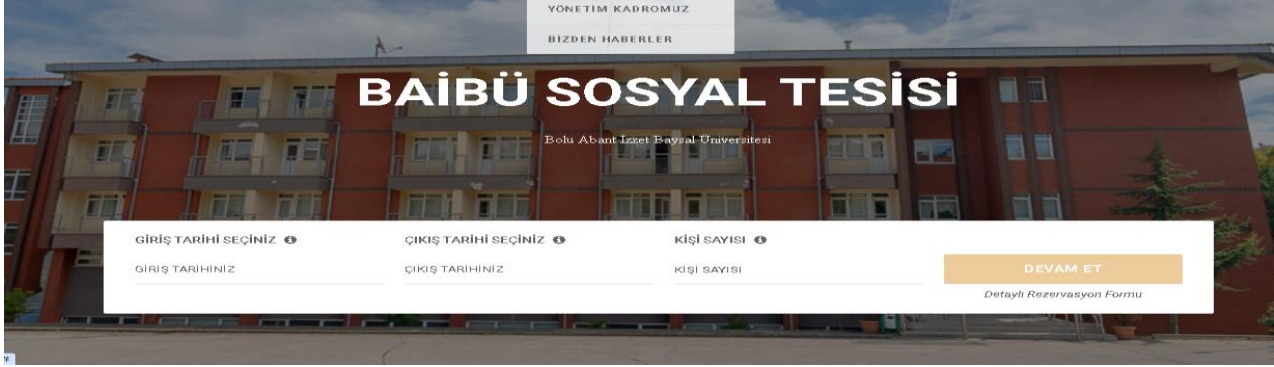 YÖNETİM KADROMUZ
BİZDEN HABERLER
BAİBÜ SOSYAL TESİSİ
Bolu Abant İzzet Baysal Üniversitesi
GİRİŞ TARİHİ SEÇİNİZ
ÇIKIŞ TARİHİ SEÇİNİZ
KİŞİ SAYISI
GİRİŞ TARİHİNİZ
ÇIKIŞ TARİHİNİZ
KİŞİ SAYISI
DEVAM ET
Detaylı Rezervasyon Formu